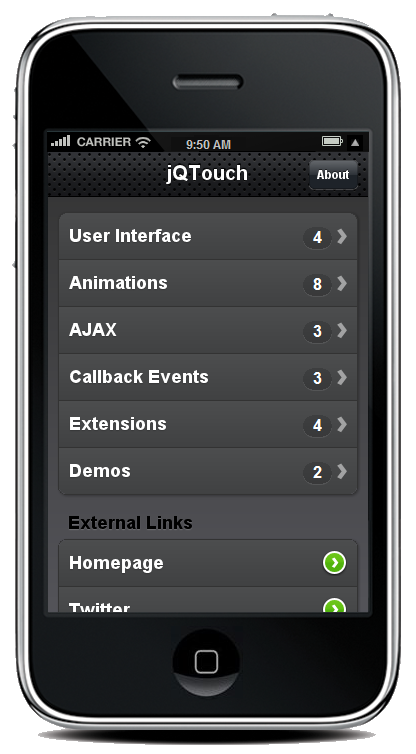 CARRIER 9:50 AM
jQTouch About
User Interface 4
Animations 8
AJAX 3
Callback Events 3
Extensions 4
Demos 2
External Links
Homepage
Twitter